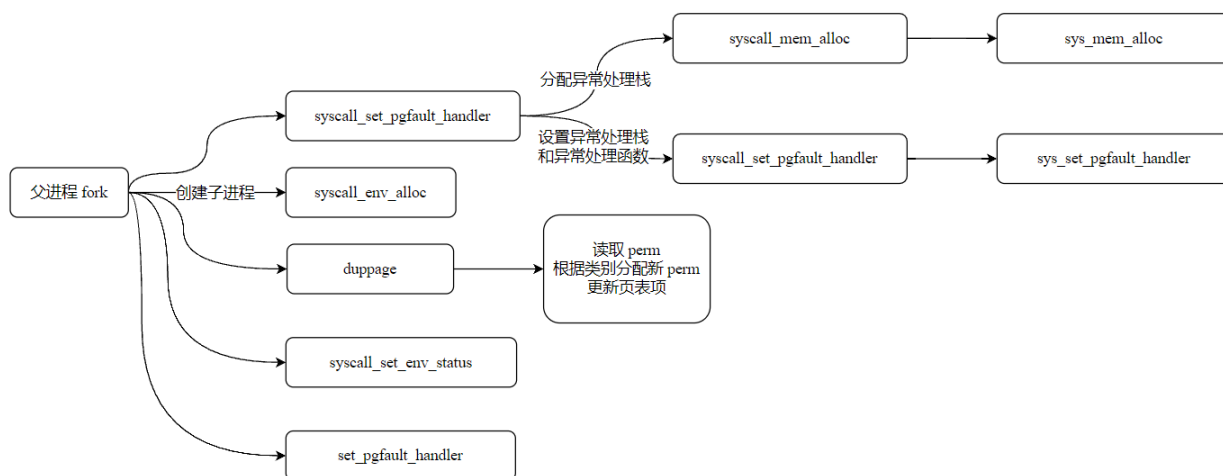 syscall_mem_alloc
sys_mem_alloc
分配异常处理栈
syscall_set_pgfault_handler
设置异常处理栈
和异常处理函数
syscall_set_pgfault_handler
sys_set_pgfault_handler
父进程 fork
创建子进程
syscall_env_alloc
duppage
读取 perm
根据类别分配新 perm
更新页表项
syscall_set_env_status
set_pgfault_handler